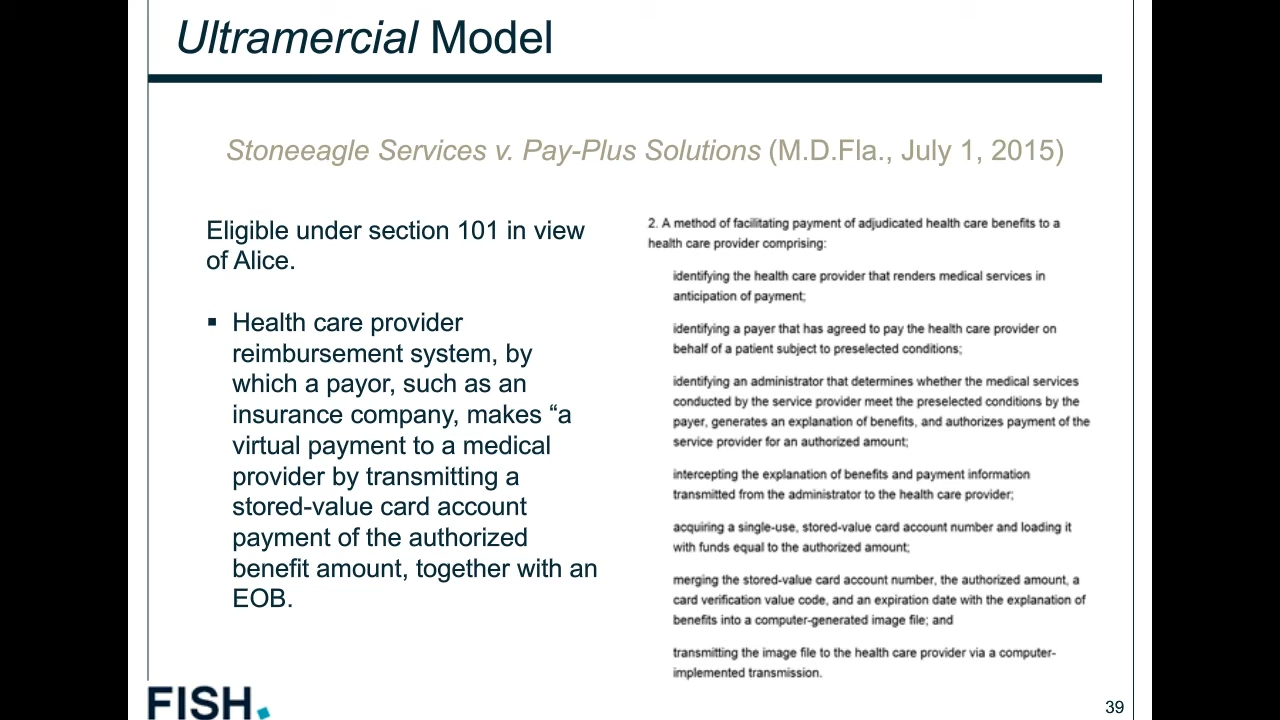 Ultramercial Model
Stoneeagle Services v. Pay-Plus Solutions (M.D.Fla., July 1, 2015)
Eligible under section 101 in view
of Alice.
▪ Health care provider
reimbursement system, by
which a payor, such as an
insurance company, makes “a
virtual payment to a medical
provider by transmitting a
stored-value card account
payment of the authorized
benefit amount, together with an
EOB.
2. A method of facilitating payment of adjudicated health care benefits to a
health care provider comprising:
identifying the health care provider that renders medical services in
anticipation of payment;
identifying a payer that has agreed to pay the health care provider on
behalf of a patient subject to preselected conditions;
identifying an administrator that determines whether the medical services
conducted by the service provider meet the preselected conditions by the
payer, generates an explanation of benefits, and authorizes payment of the
service provider for an authorized amount;
intercepting the explanation of benefits and payment information
transmitted from the administrator to the health care provider;
acquiring a single-use, stored-value card account number and loading it
with funds equal to the authorized amount;
merging the stored-value card account number, the authorized amount, a
card verification value code, and an expiration date with the explanation of
benefits into a computer-generated image file; and
transmitting the image file to the health care provider via a computer-
implemented transmission.
FISH.
39